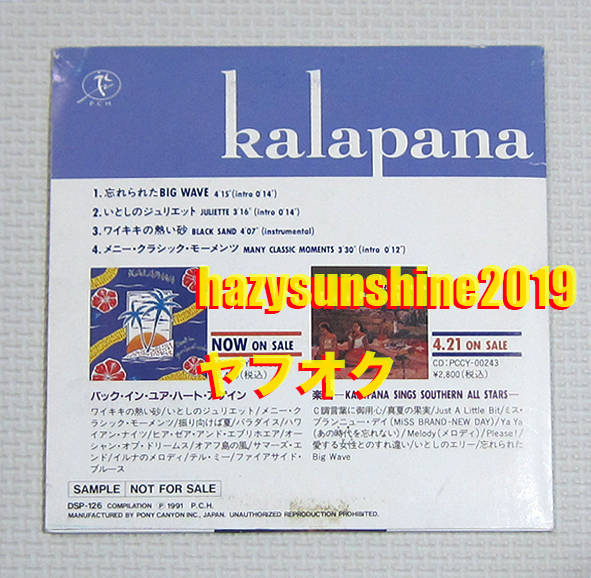 P.C.H.
kalapana
1. 忘れられたBIG WAVE 4'15"(intro 0'14")
2. いとしのジュリエット JULIETTE 3'16"(intro 0'14")
3. ワイキキの熱い砂 BLACK SAND 4'07"(instrumental)
4. メニー・クラシック・モーメンツ MANY CLASSIC MOMENTS 3'30"(intro 0'12")
KALAPANA
hazysunshine2019
NOW ON SALE
4.21 ON SALE
CD:PCCY-00243
(税込)
¥2,800(税込)
ヤフオク
バック・イン・ユア・ハート・アゲイン
楽 —KALAPANA SINGS SOUTHERN ALL STARS—
ワイキキの熱い砂/いとしのジュリエット/メニー・ク
ラシック・モーメンツ/振り向けば夏/パラダイス/ハワ
イアン・ナイツ/ヒア・ゼア・アンド・エブリホエア/オー
シャン・オブ・ドリームス/オアフ島の風/サマーズ・エ
ンド/イルナのメロディ/テル・ミー/ファイアサイド・
ブルース
C調言葉に御用心/真夏の果実/Just A Little Bit/ミス・
ブランニュー・デイ(MISS BRAND-NEW DAY)/Ya Ya
(あの時代を忘れない)/Melody(メロディ)/Please!/
愛する女性とのすれ違い/いとしのエリー/忘れられた
Big Wave
SAMPLE NOT FOR SALE
DSP-126 COMPILATION Ⓟ 1991 P.C.H.
MANUFACTURED BY PONY CANYON INC., JAPAN. UNAUTHORIZED REPRODUCTION PROHIBITED.